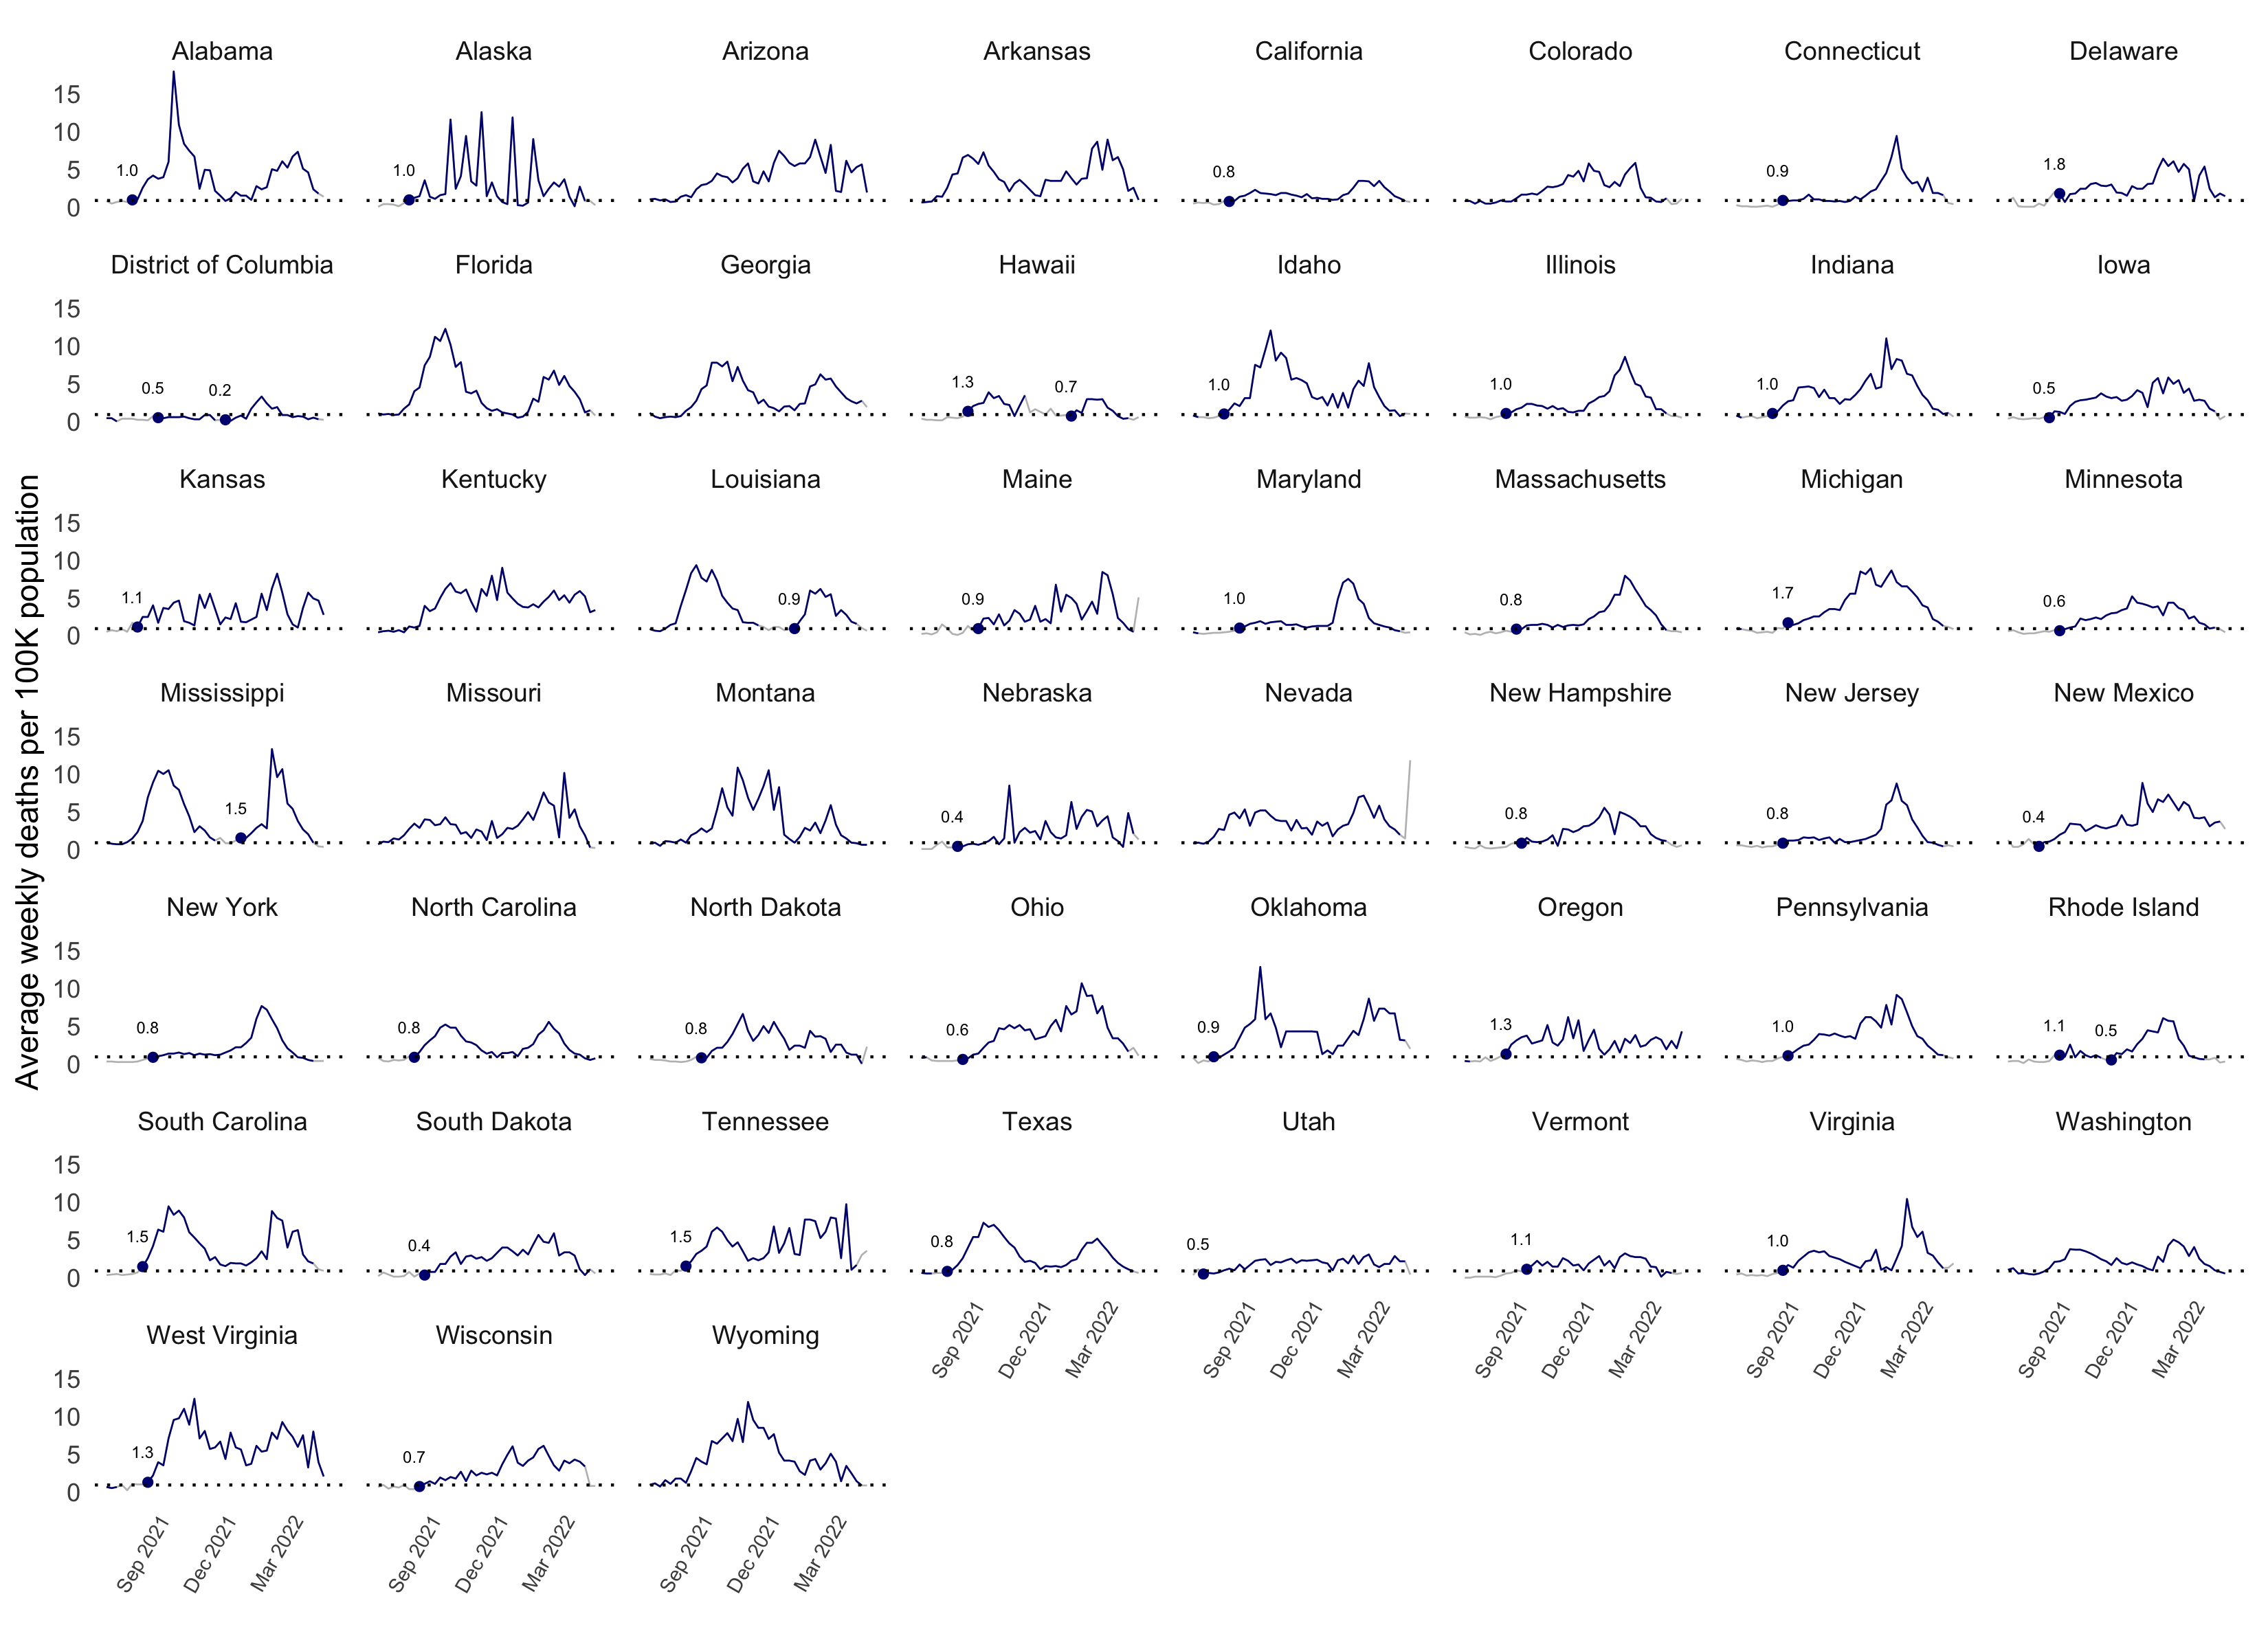 Average weekly deaths per 100K population
Alabama Alaska Arizona Arkansas California Colorado Connecticut Delaware
15
10
5
0
1.0 1.0 0.8 0.9 1.8
District of Columbia Florida Georgia Hawaii Idaho Illinois Indiana Iowa
15
10
5
0
0.5 0.2 1.3 0.7 1.0 1.0 1.0 0.5
Kansas Kentucky Louisiana Maine Maryland Massachusetts Michigan Minnesota
15
10
5
0
1.1 0.9 0.9 1.0 0.8 1.7 0.6
Mississippi Missouri Montana Nebraska Nevada New Hampshire New Jersey New Mexico
15
10
5
0
1.5 0.4 0.8 0.8 0.4
New York North Carolina North Dakota Ohio Oklahoma Oregon Pennsylvania Rhode Island
15
10
5
0
0.8 0.8 0.8 0.6 0.9 1.3 1.0 1.1 0.5
South Carolina South Dakota Tennessee Texas Utah Vermont Virginia Washington
15
10
5
0
1.5 0.4 1.5 0.8 0.5 1.1 1.0
Sep 2021 Dec 2021 Mar 2022 Sep 2021 Dec 2021 Mar 2022 Sep 2021 Dec 2021 Mar 2022 Sep 2021 Dec 2021 Mar 2022 Sep 2021 Dec 2021 Mar 2022
West Virginia Wisconsin Wyoming
15
10
5
0
1.3 0.7
Sep 2021 Dec 2021 Mar 2022 Sep 2021 Dec 2021 Mar 2022 Sep 2021 Dec 2021 Mar 2022